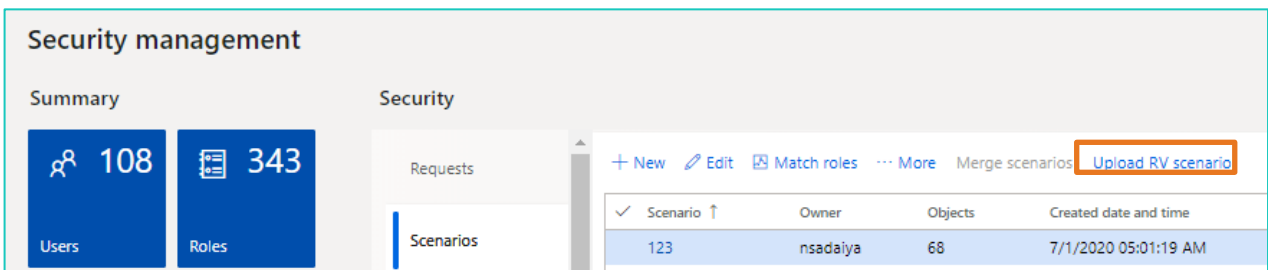 Security management
Summary
Security
108
Users
343
Roles
Requests
Scenarios
New Edit Match roles ··· More Merge scenarios Upload RV scenario
Scenario ↑ Owner Objects Created date and time
123 nsadaiya 68 7/1/2020 05:01:19 AM